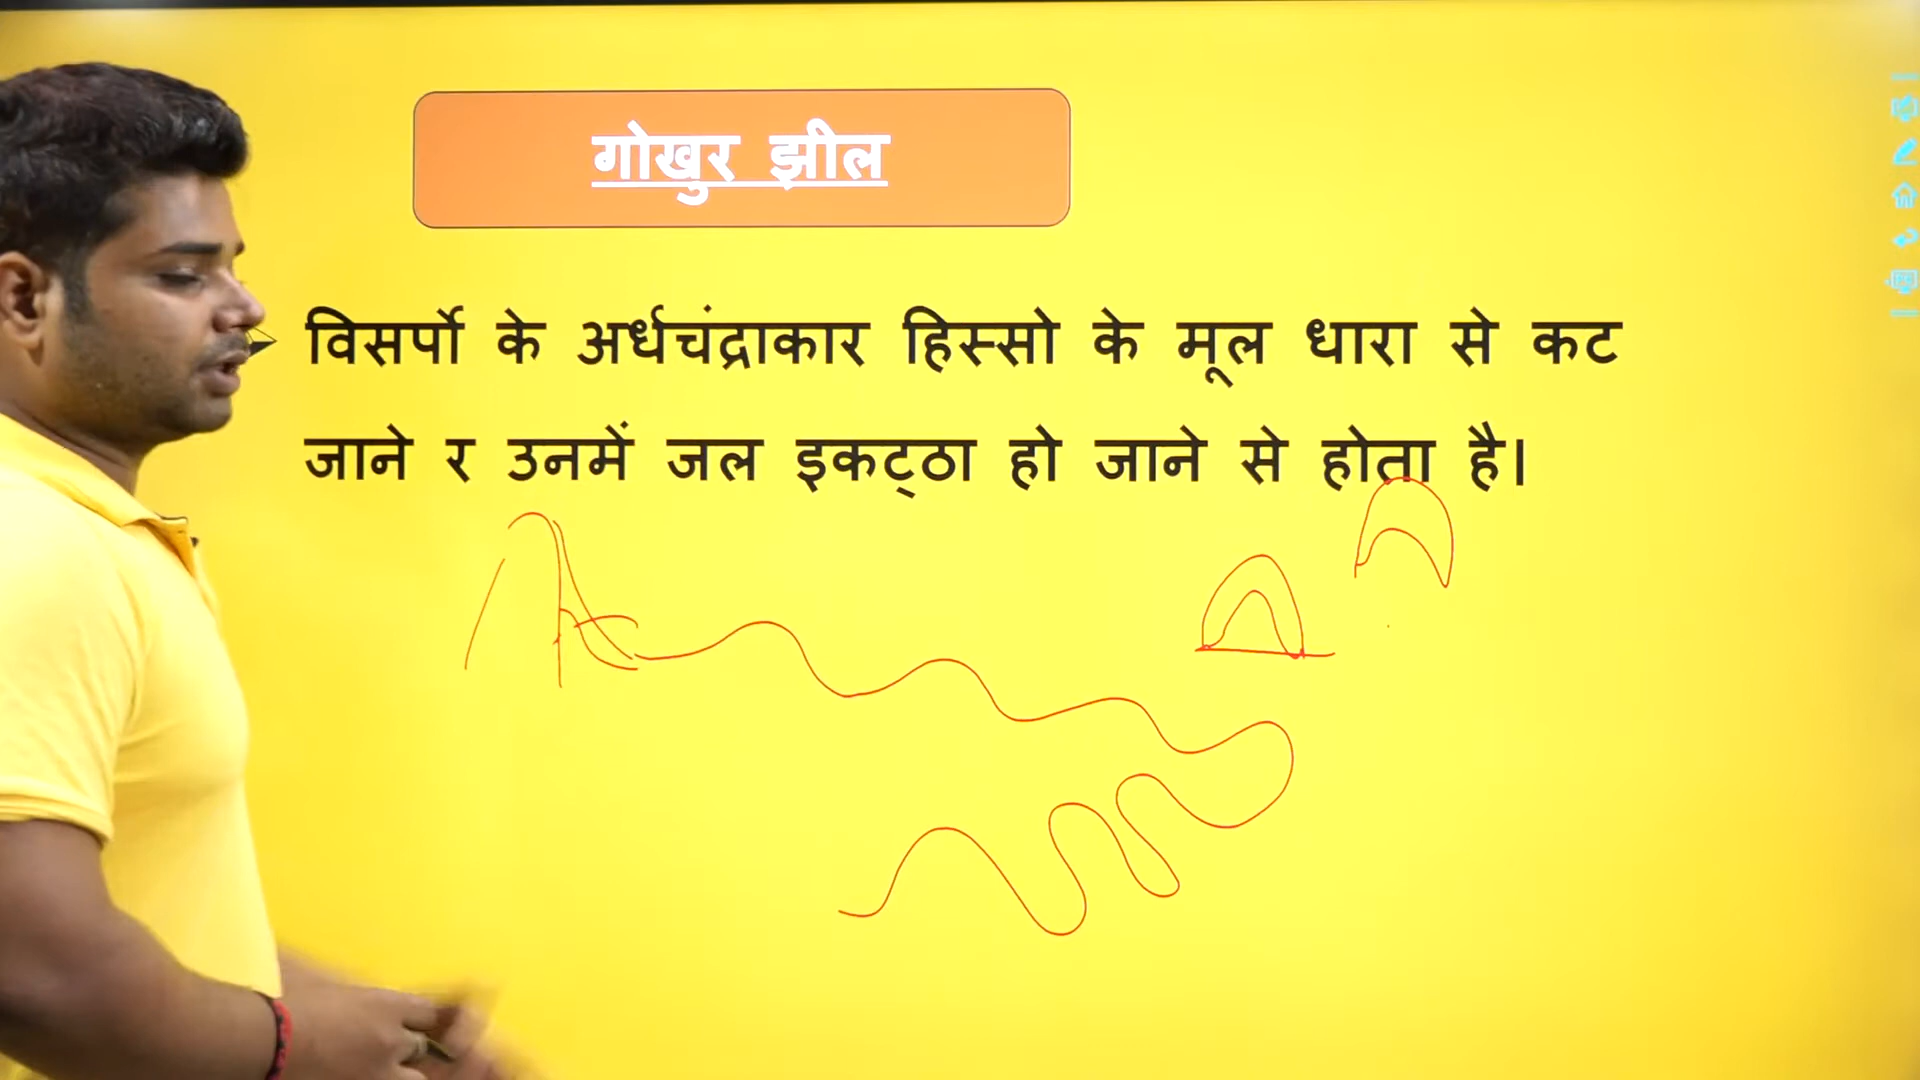 गोखुर झील
विसर्पो के अर्धचंद्राकार हिस्सो के मूल धारा से कट
जाने र उनमें जल इकट्ठा हो जाने से होता है।